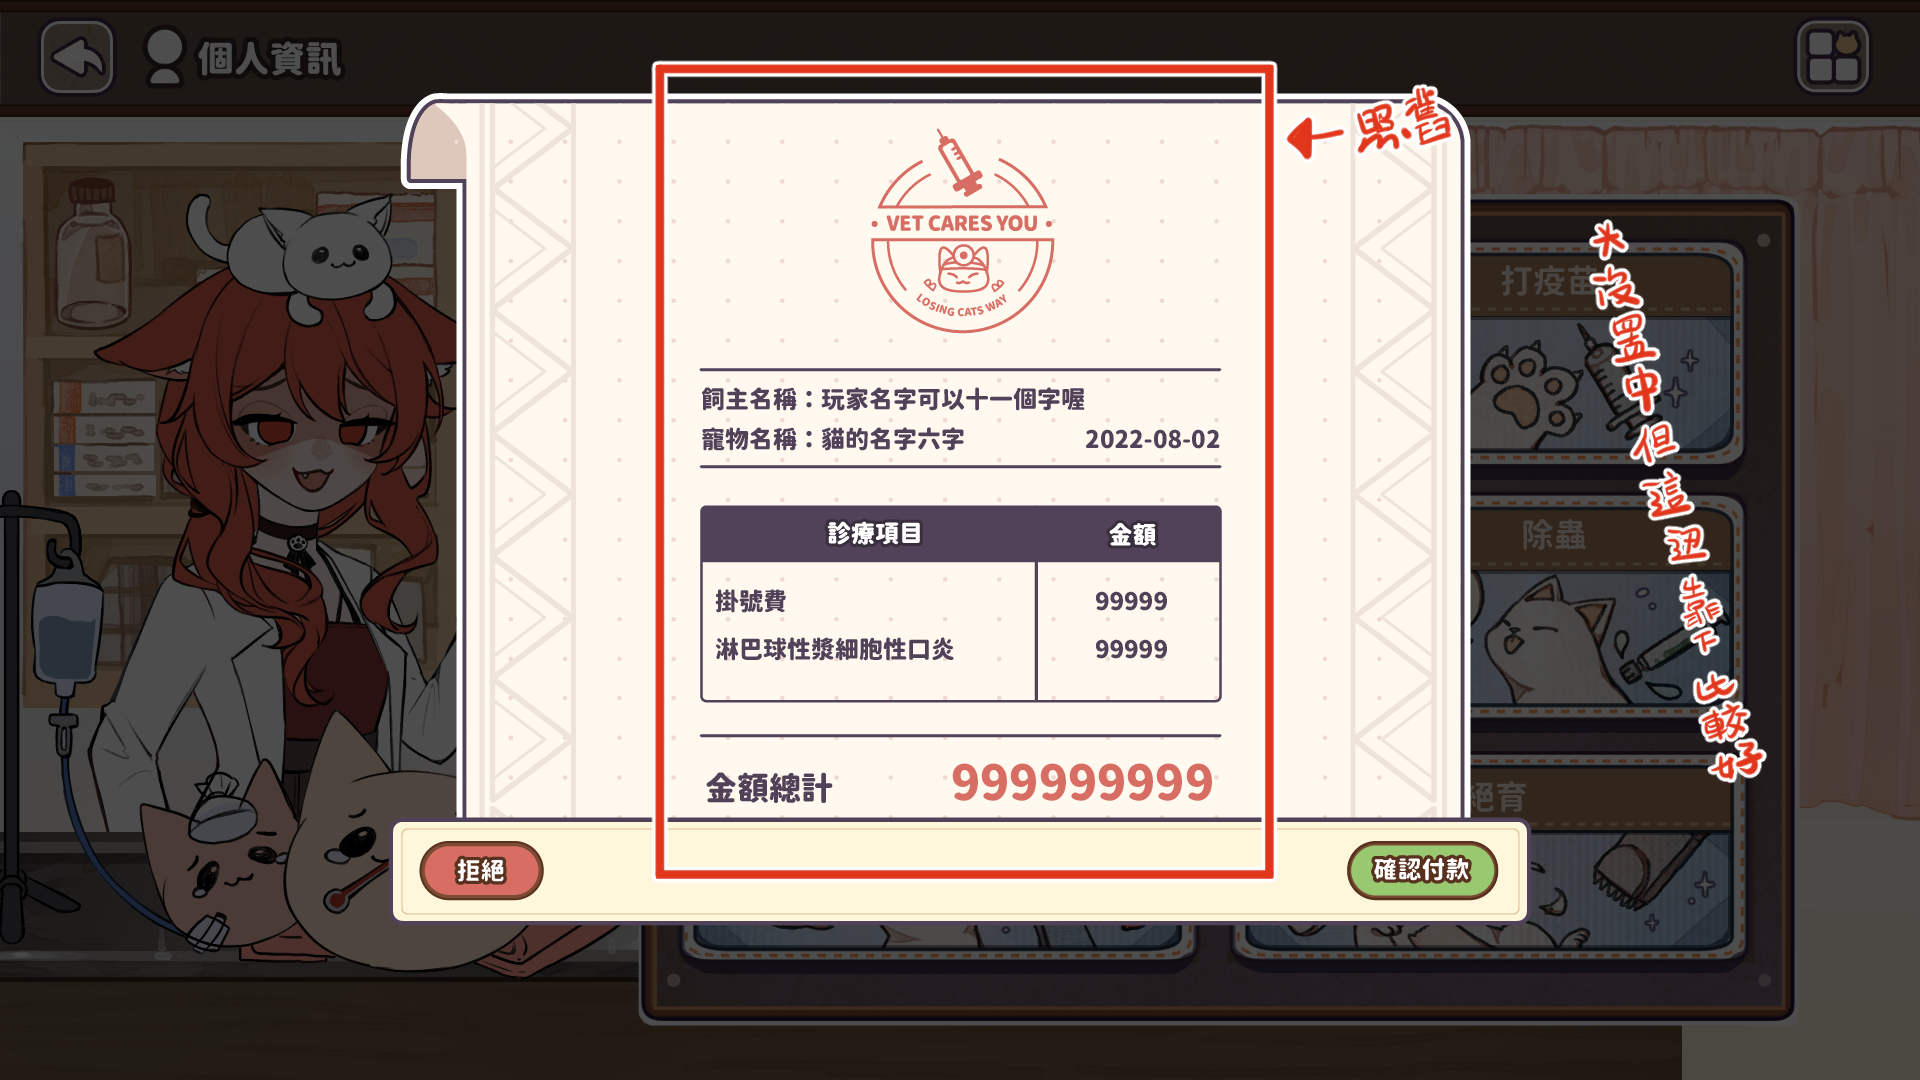 個人資訊
照舊
VET CARES YOU
LOSING CATS WAY
飼主名稱：玩家名字可以十一個字喔
寵物名稱：貓的名字六字
2022-08-02
診療項目 金額
掛號費 99999
淋巴球性漿細胞性口炎 99999
金額總計 999999999
拒絕
確認付款
打疫苗
除蟲
絕育
*沒置中但這迅靠下比較好